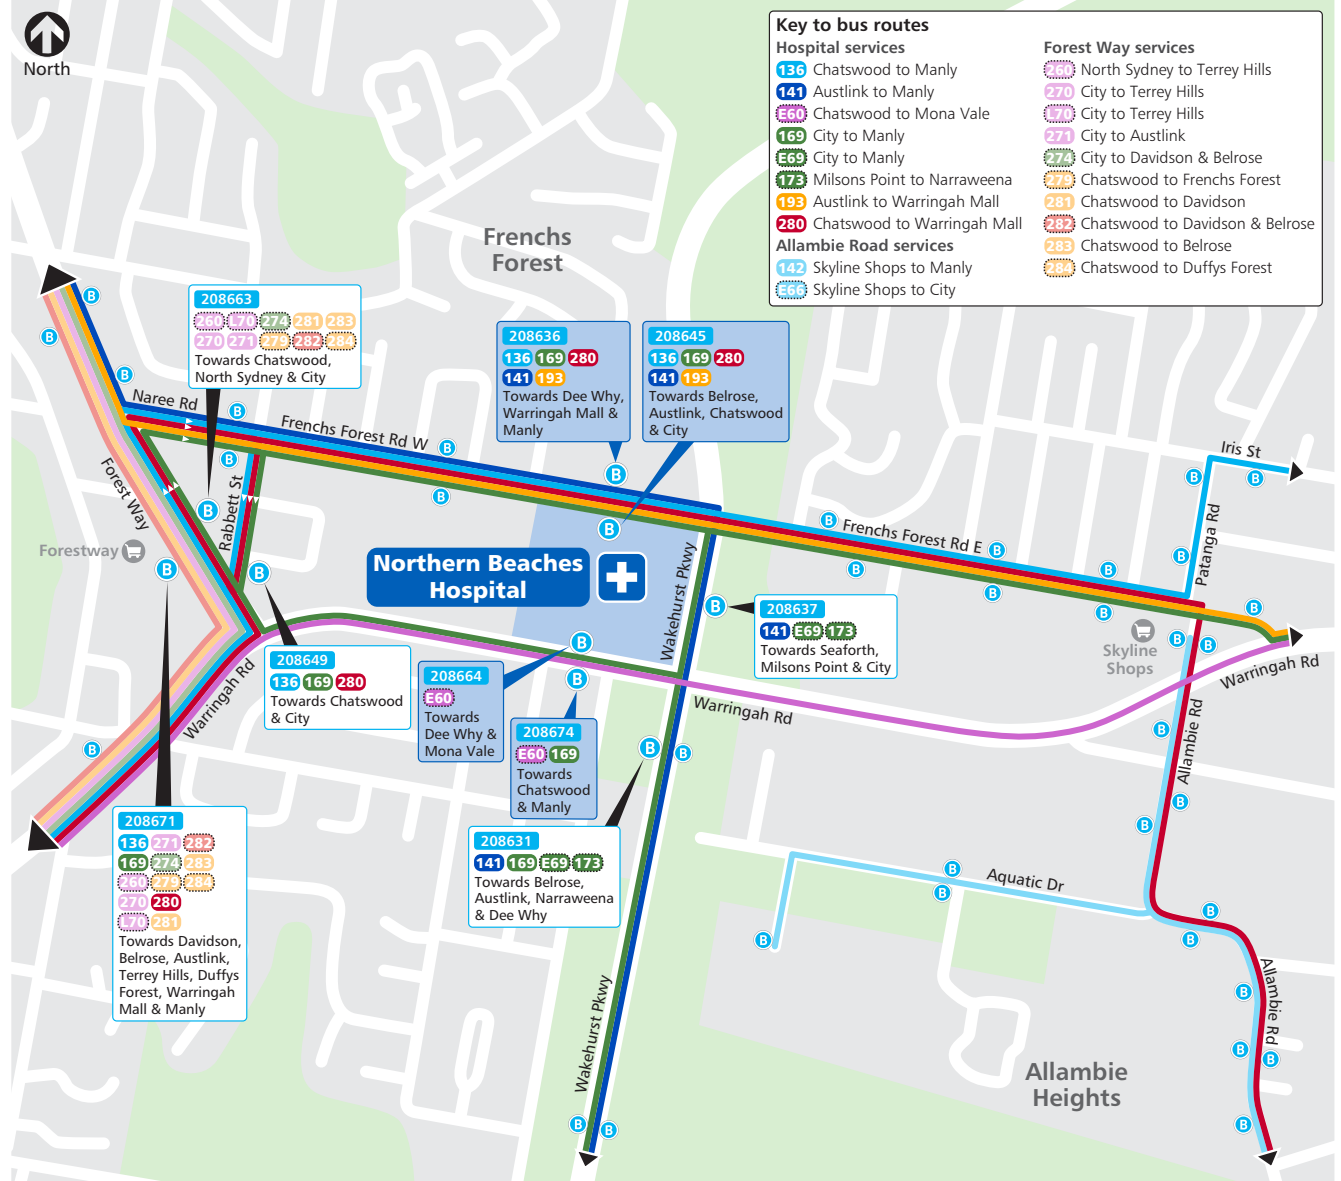 North
Key to bus routes
Hospital services
136 Chatswood to Manly
141 Austlink to Manly
E60 Chatswood to Mona Vale
169 City to Manly
E69 City to Manly
173 Milsons Point to Narraweena
193 Austlink to Warringah Mall
280 Chatswood to Warringah Mall
Allambie Road services
142 Skyline Shops to Manly
E66 Skyline Shops to City
Forest Way services
260 North Sydney to Terrey Hills
270 City to Terrey Hills
L70 City to Terrey Hills
271 City to Austlink
274 City to Davidson & Belrose
279 Chatswood to Frenchs Forest
281 Chatswood to Davidson
282 Chatswood to Davidson & Belrose
283 Chatswood to Belrose
284 Chatswood to Duffys Forest
Frenchs
Forest
B
B
B
208663
260 L70 274 281 283
270 271 279 282 284
Towards Chatswood,
North Sydney & City
208636
136 169 280
141 193
Towards Dee Why,
Warringah Mall &
Manly
208645
136 169 280
141 193
Towards Belrose,
Austlink, Chatswood
& City
Naree Rd
B
Frenchs Forest Rd W
B
B
B
B
B
Forest Way
Rabbett St
B
B
B
Forestway
B
B
Northern Beaches
Hospital
Wakehurst Pkwy
B
Frenchs Forest Rd E
B
B
B
B
B
Iris St
B
B
Patanga Rd
B
B
B
B
Skyline
Shops
Warringah Rd
B
208637
141 E69 173
Towards Seaforth,
Milsons Point & City
208649
136 169 280
Towards Chatswood
& City
Warringah Rd
B
B
B
208664
E60
Towards
Dee Why &
Mona Vale
208674
E60 169
Towards
Chatswood
& Manly
Warringah Rd
B
B
208631
141 169 E69 173
Towards Belrose,
Austlink, Narraweena
& Dee Why
208671
136 271 282
169 274 283
260 279 284
270 280
L70 281
Towards Davidson,
Belrose, Austlink,
Terrey Hills, Duffys
Forest, Warringah
Mall & Manly
Allambie Rd
B
B
B
Aquatic Dr
B
B
B
B
B
Allambie Rd
B
B
B
B
Wakehurst Pkwy
B
B
Allambie
Heights